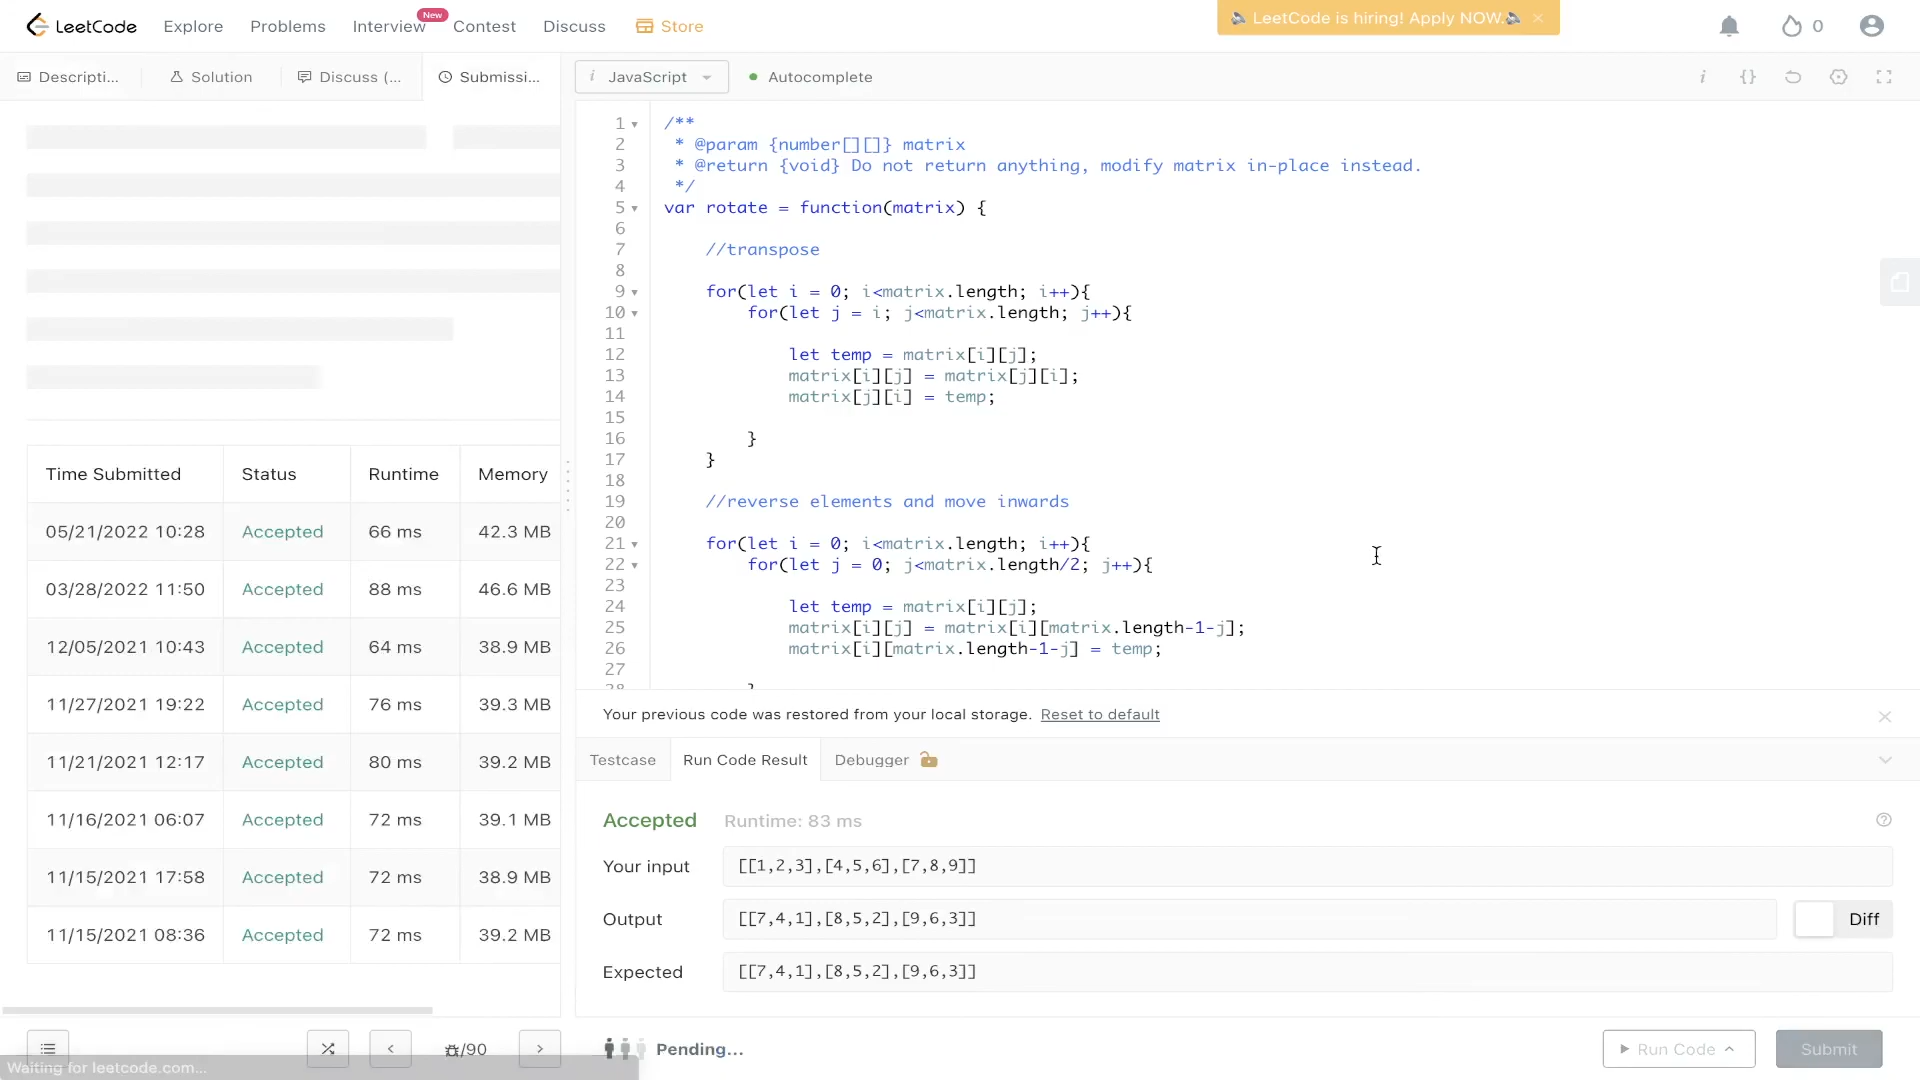 LeetCode Explore Problems Interview New Contest Discuss Store LeetCode is hiring! Apply NOW. × 0
Descripti... Solution Discuss (... Submissi...
i JavaScript Autocomplete i {}
Time Submitted Status Runtime Memory
05/21/2022 10:28 Accepted 66 ms 42.3 MB
03/28/2022 11:50 Accepted 88 ms 46.6 MB
12/05/2021 10:43 Accepted 64 ms 38.9 MB
11/27/2021 19:22 Accepted 76 ms 39.3 MB
11/21/2021 12:17 Accepted 80 ms 39.2 MB
11/16/2021 06:07 Accepted 72 ms 39.1 MB
11/15/2021 17:58 Accepted 72 ms 38.9 MB
11/15/2021 08:36 Accepted 72 ms 39.2 MB
/90
Waiting for leetcode.com...
1 /**
2 * @param {number[][]} matrix
3 * @return {void} Do not return anything, modify matrix in-place instead.
4 */
5 var rotate = function(matrix) {
6
7 //transpose
8
9 for(let i = 0; i<matrix.length; i++){
10 for(let j = i; j<matrix.length; j++){
11
12 let temp = matrix[i][j];
13 matrix[i][j] = matrix[j][i];
14 matrix[j][i] = temp;
15
16 }
17 }
18
19 //reverse elements and move inwards
20
21 for(let i = 0; i<matrix.length; i++){
22 for(let j = 0; j<matrix.length/2; j++){
23
24 let temp = matrix[i][j];
25 matrix[i][j] = matrix[i][matrix.length-1-j];
26 matrix[i][matrix.length-1-j] = temp;
27
28 }
Your previous code was restored from your local storage. Reset to default
Testcase Run Code Result Debugger
Accepted Runtime: 83 ms
Your input [[1,2,3],[4,5,6],[7,8,9]]
Output [[7,4,1],[8,5,2],[9,6,3]] Diff
Expected [[7,4,1],[8,5,2],[9,6,3]]
Pending... Run Code Submit